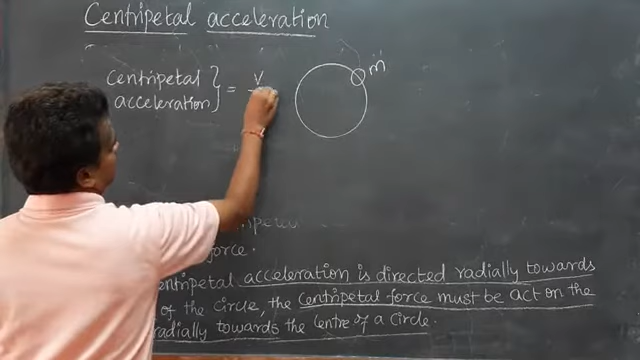 Centripetal acceleration
Centripetal } = V
acceleration
m
force.
centripetal acceleration is directed radially towards
of the circle, the centripetal force must be act on the
radially towards the centre of a circle.